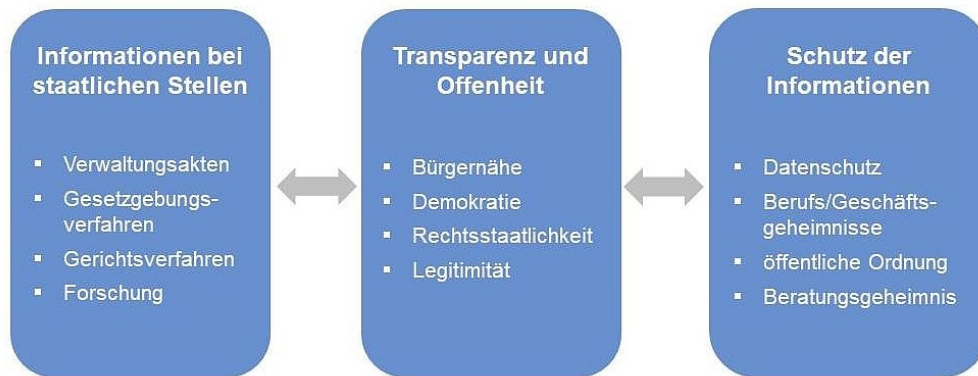 Informationen bei
staatlichen Stellen
Verwaltungsakten
Gesetzgebungs-
verfahren
Gerichtsverfahren
Forschung
Transparenz und
Offenheit
Bürgernähe
Demokratie
Rechtsstaatlichkeit
Legitimität
Schutz der
Informationen
Datenschutz
Berufs/Geschäfts-
geheimnisse
öffentliche Ordnung
Beratungsgeheimnis